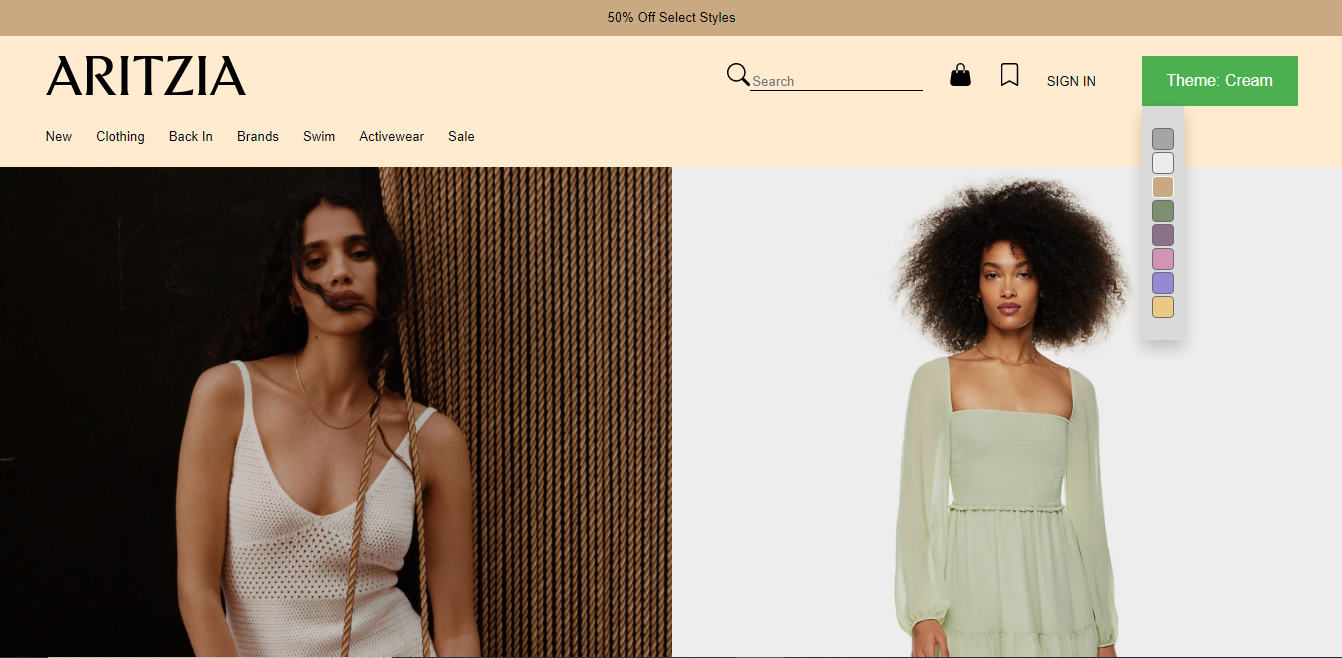 50% Off Select Styles
ARITZIA
Search
SIGN IN
Theme: Cream
New Clothing Back In Brands Swim Activewear Sale